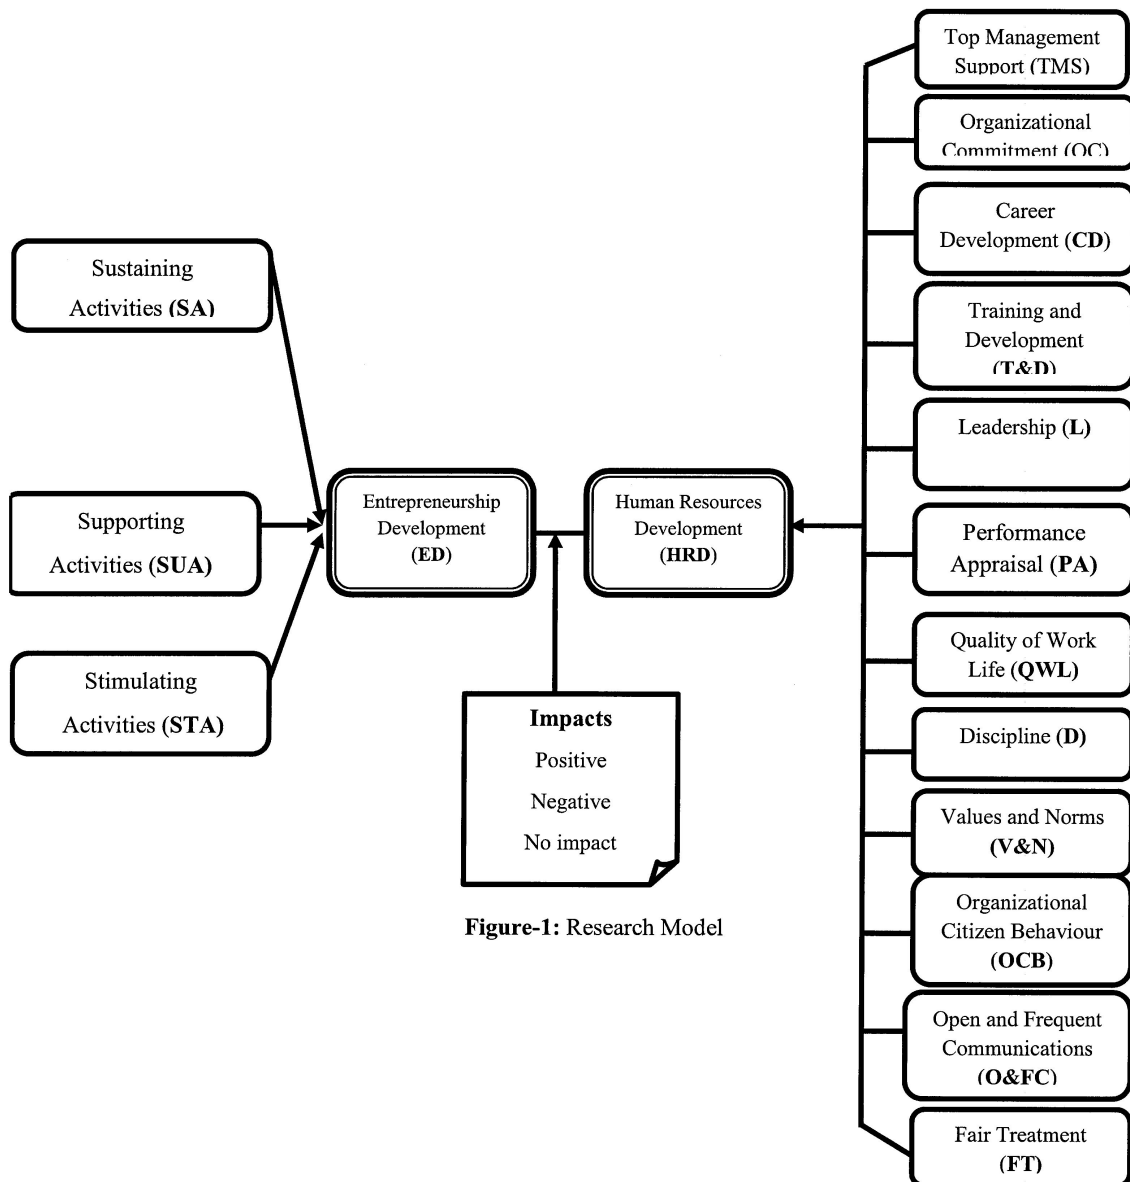 Top Management
Support (TMS)
Organizational
Commitment (OC)
Career
Development (CD)
Training and
Development
(T&D)
Leadership (L)
Performance
Appraisal (PA)
Quality of Work
Life (QWL)
Discipline (D)
Values and Norms
(V&N)
Organizational
Citizen Behaviour
(OCB)
Open and Frequent
Communications
(O&FC)
Fair Treatment
(FT)
Sustaining
Activities (SA)
Supporting
Activities (SUA)
Stimulating
Activities (STA)
Entrepreneurship
Development
(ED)
Human Resources
Development
(HRD)
Impacts
Positive
Negative
No impact
Figure-1: Research Model